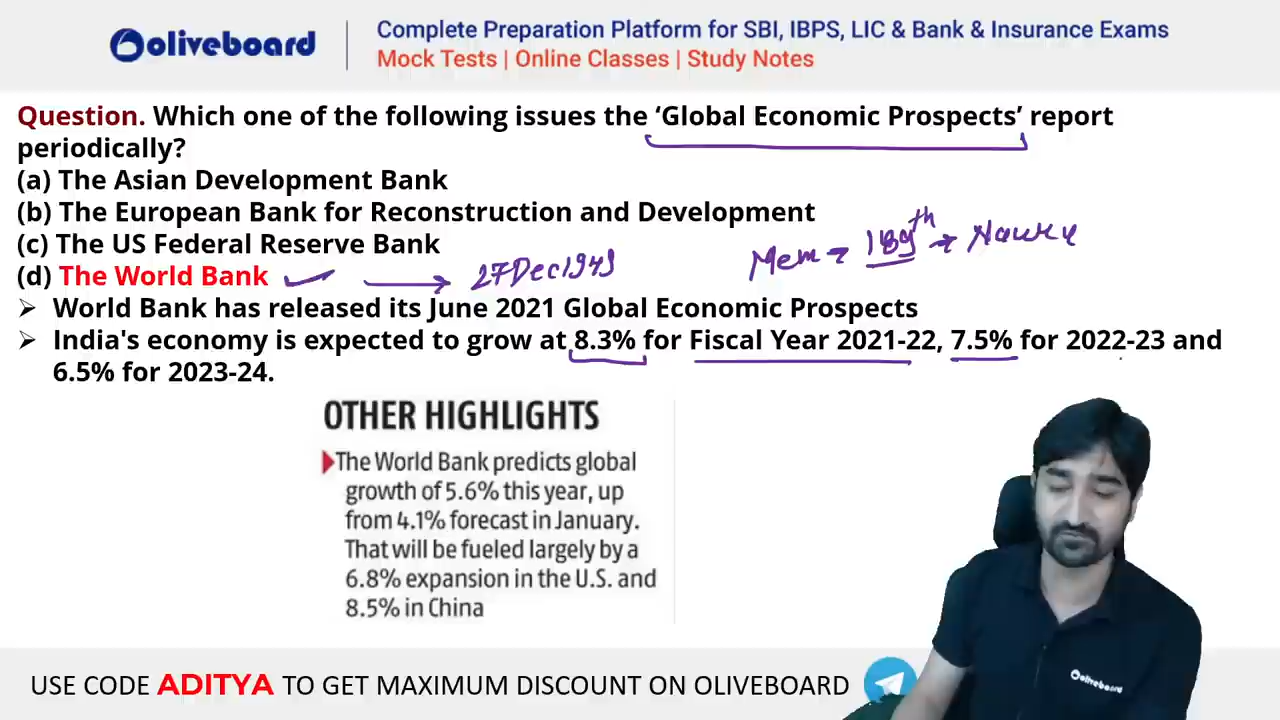 oliveboard
Complete Preparation Platform for SBI, IBPS, LIC & Bank & Insurance Exams
Mock Tests | Online Classes | Study Notes
Question. Which one of the following issues the ‘Global Economic Prospects’ report
periodically?
(a) The Asian Development Bank
(b) The European Bank for Reconstruction and Development
(c) The US Federal Reserve Bank
Mem → 189th → Nauru
(d) The World Bank → 27 Dec 1949
➢ World Bank has released its June 2021 Global Economic Prospects
➢ India's economy is expected to grow at 8.3% for Fiscal Year 2021-22, 7.5% for 2022-23 and
6.5% for 2023-24.
OTHER HIGHLIGHTS
The World Bank predicts global
growth of 5.6% this year, up
from 4.1% forecast in January.
That will be fueled largely by a
6.8% expansion in the U.S. and
8.5% in China
oliveboard
USE CODE ADITYA TO GET MAXIMUM DISCOUNT ON OLIVEBOARD